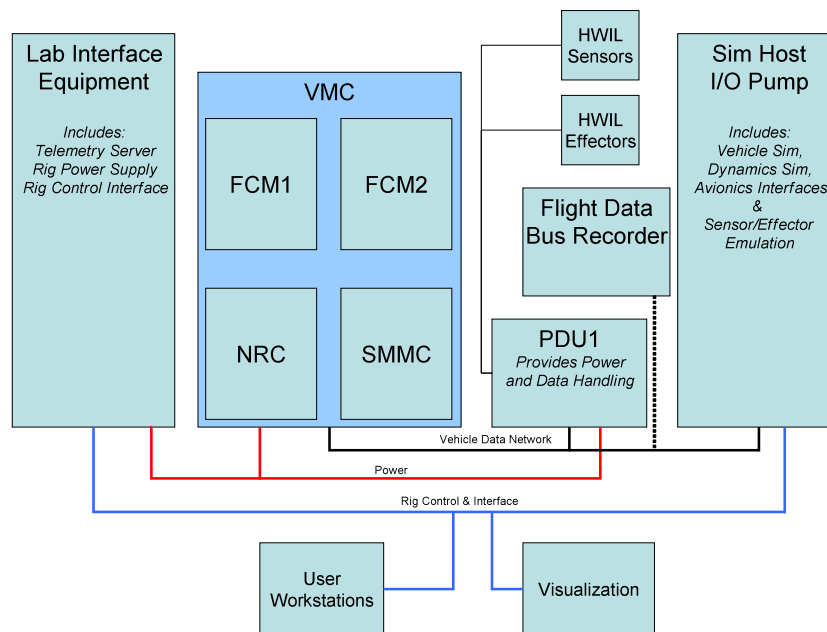 Lab Interface
Equipment
Includes:
Telemetry Server
Rig Power Supply
Rig Control Interface
VMC
FCM1
FCM2
NRC
SMMC
HWIL
Sensors
HWIL
Effectors
Flight Data
Bus Recorder
PDU1
Provides Power
and Data Handling
Sim Host
I/O Pump
Includes:
Vehicle Sim,
Dynamics Sim,
Avionics Interfaces
&
Sensor/Effector
Emulation
Vehicle Data Network
Power
Rig Control & Interface
User
Workstations
Visualization